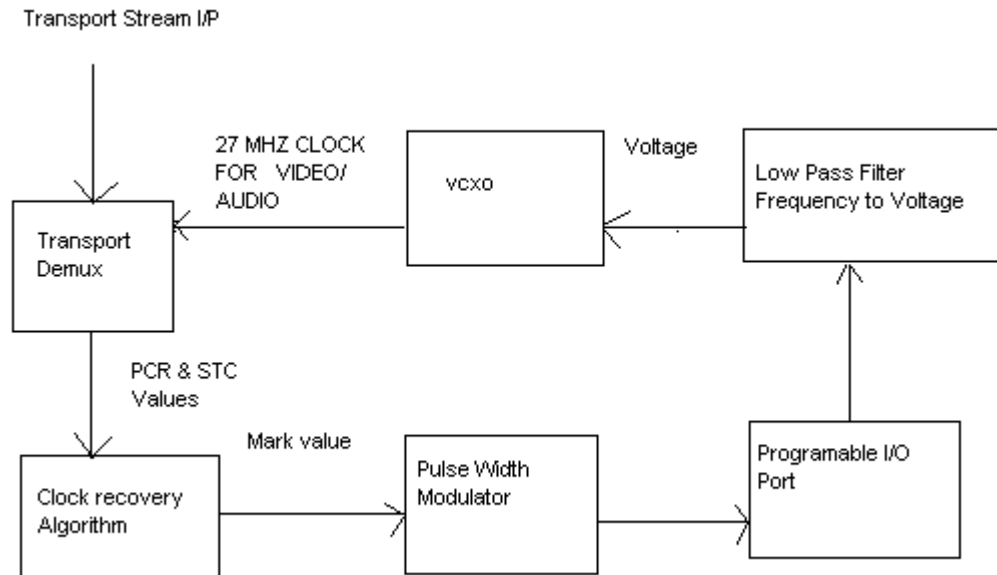 Transport Stream I/P
27 MHZ CLOCK
FOR VIDEO/
AUDIO
vcxo
Voltage
Low Pass Filter
Frequency to Voltage
Transport
Demux
PCR & STC
Values
Mark value
Clock recovery
Algorithm
Pulse Width
Modulator
Programable I/O
Port